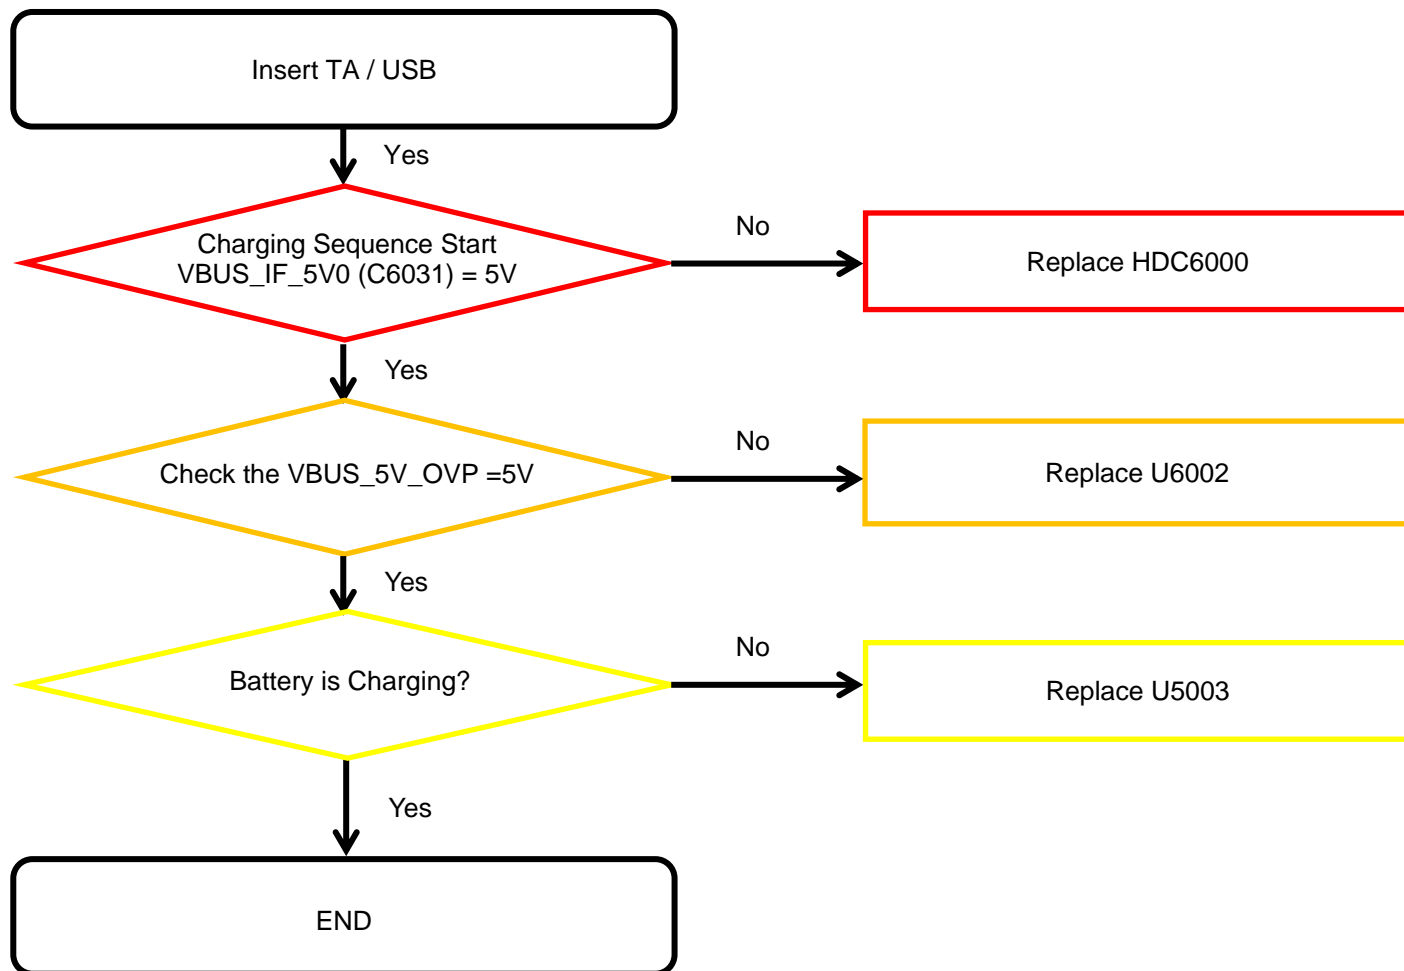 Insert TA / USB
Yes
Charging Sequence Start
VBUS_IF_5V0 (C6031) = 5V
No
Replace HDC6000
Yes
Check the VBUS_5V_OVP =5V
No
Replace U6002
Yes
Battery is Charging?
No
Replace U5003
Yes
END